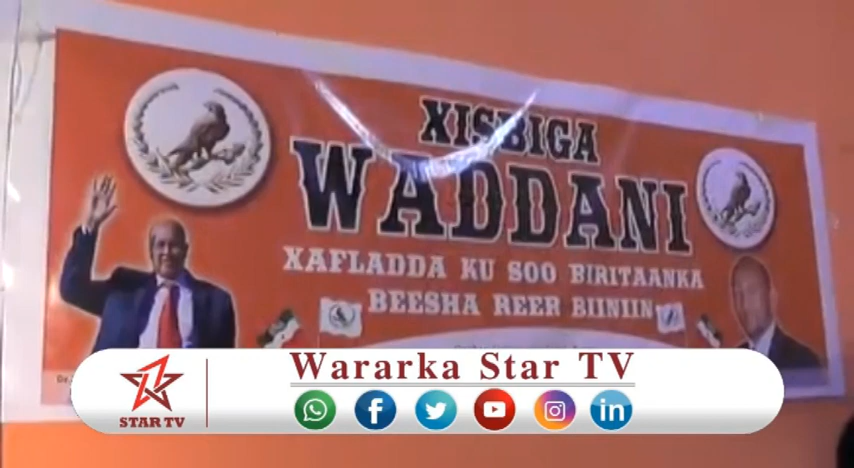 XISBIGA
WADDANI
XAFLADDA KU SOO BIRITAANKA
BEESHA REER BIINIIN
Wararka Star TV
STAR TV